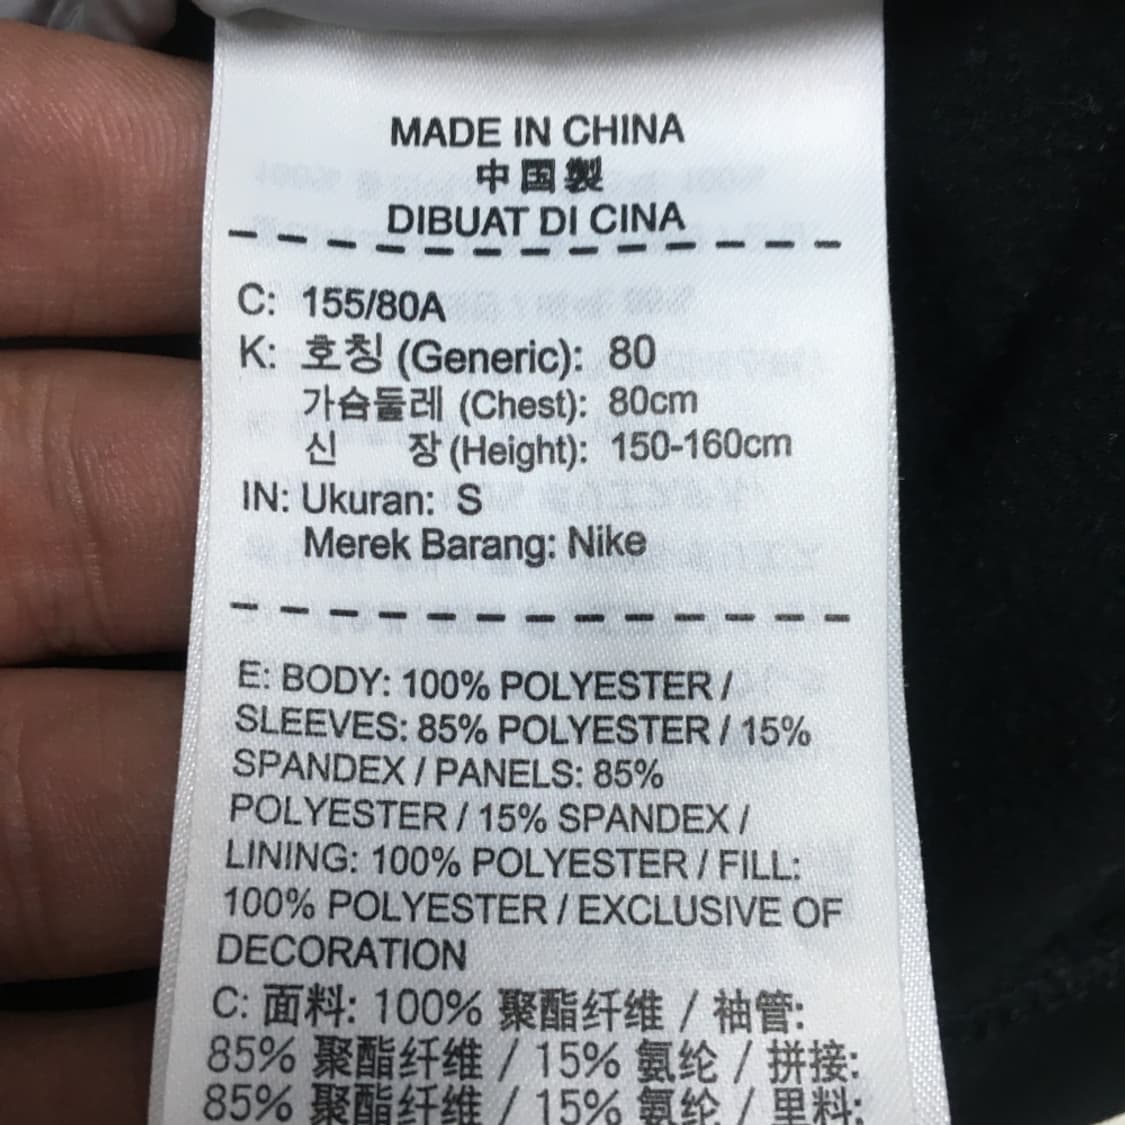 MADE IN CHINA
中国製
DIBUAT DI CINA
C: 155/80A
K: 호칭 (Generic): 80
가슴둘레 (Chest): 80cm
신 장 (Height): 150-160cm
IN: Ukuran: S
Merek Barang: Nike
E: BODY: 100% POLYESTER /
SLEEVES: 85% POLYESTER / 15%
SPANDEX / PANELS: 85%
POLYESTER / 15% SPANDEX /
LINING: 100% POLYESTER / FILL:
100% POLYESTER / EXCLUSIVE OF
DECORATION
C: 面料: 100% 聚酯纤维 / 袖管:
85% 聚酯纤维 / 15% 氨纶 / 拼接:
85% 聚酯纤维 / 15% 氨纶 / 里料: